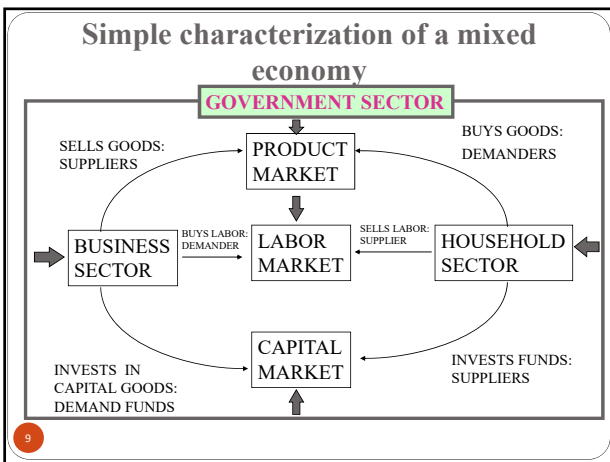 Simple characterization of a mixed
economy
GOVERNMENT SECTOR
SELLS GOODS:
SUPPLIERS
PRODUCT
MARKET
BUYS GOODS:
DEMANDERS
BUSINESS
SECTOR
BUYS LABOR:
DEMANDER
LABOR
MARKET
SELLS LABOR:
SUPPLIER
HOUSEHOLD
SECTOR
INVESTS IN
CAPITAL GOODS:
DEMAND FUNDS
CAPITAL
MARKET
INVESTS FUNDS:
SUPPLIERS
9